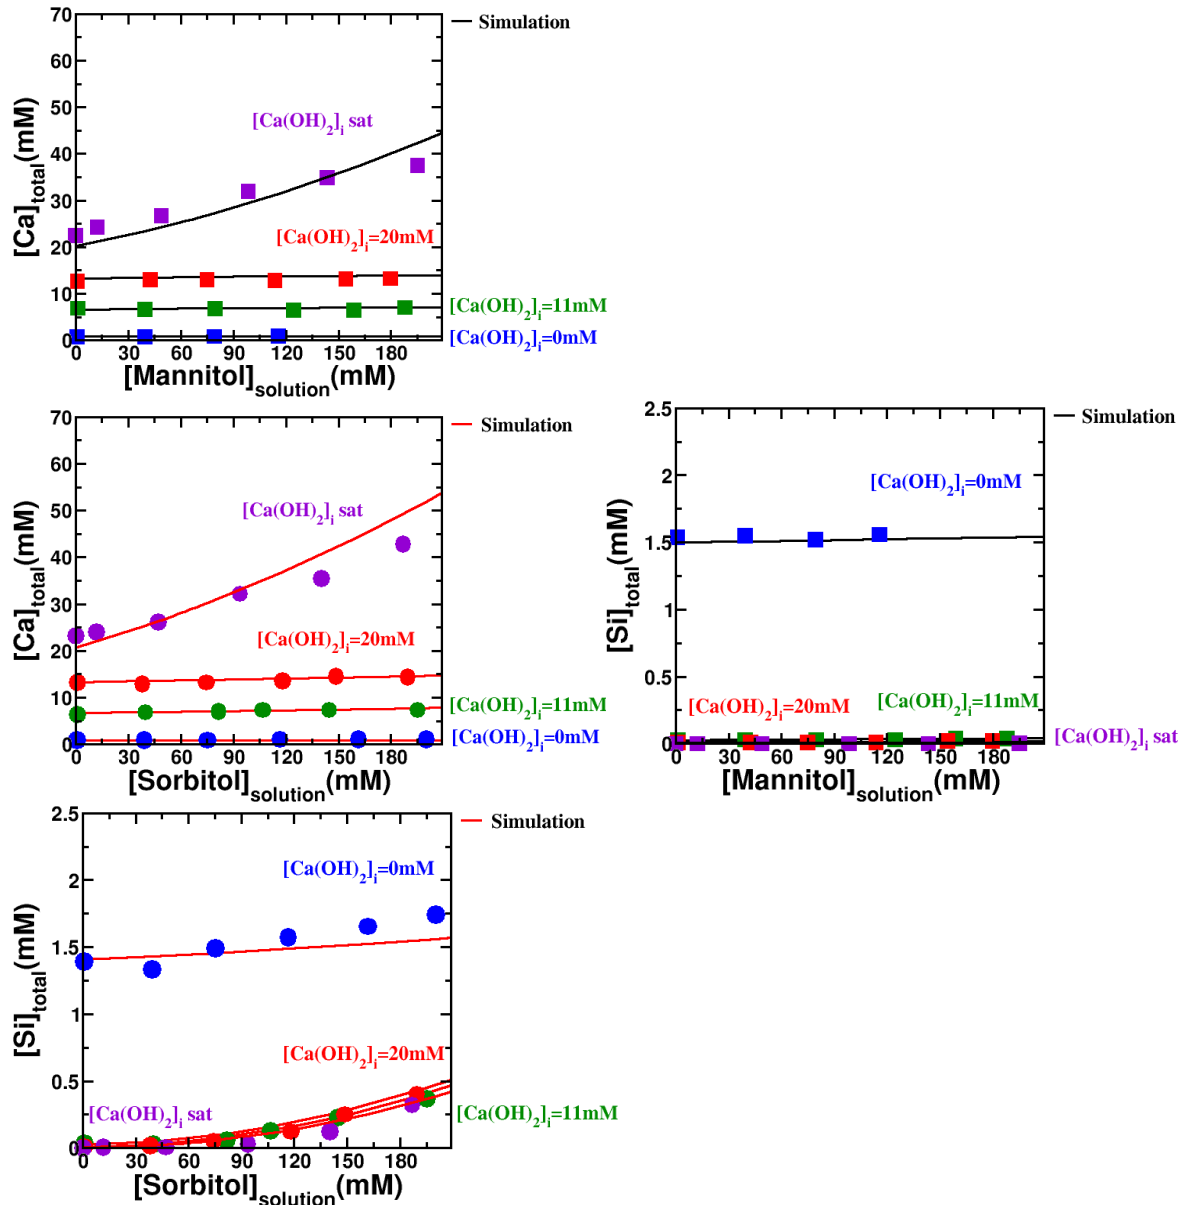 70
60
50
40
30
20
10
0
[Ca]total(mM)
Simulation
[Ca(OH)2]i sat
[Ca(OH)2]i=20mM
[Ca(OH)2]i=11mM
[Ca(OH)2]i=0mM
0 30 60 90 120 150 180
[Mannitol]solution(mM)
70
60
50
40
30
20
10
0
[Ca]total(mM)
Simulation
[Ca(OH)2]i sat
[Ca(OH)2]i=20mM
[Ca(OH)2]i=11mM
[Ca(OH)2]i=0mM
0 30 60 90 120 150 180
[Sorbitol]solution(mM)
2.5
2
1.5
1
0.5
0
[Si]total(mM)
Simulation
[Ca(OH)2]i=0mM
[Ca(OH)2]i=20mM
[Ca(OH)2]i=11mM
[Ca(OH)2]i sat
0 30 60 90 120 150 180
[Mannitol]solution(mM)
2.5
2
1.5
1
0.5
0
[Si]total(mM)
Simulation
[Ca(OH)2]i=0mM
[Ca(OH)2]i=20mM
[Ca(OH)2]i sat
[Ca(OH)2]i=11mM
0 30 60 90 120 150 180
[Sorbitol]solution(mM)